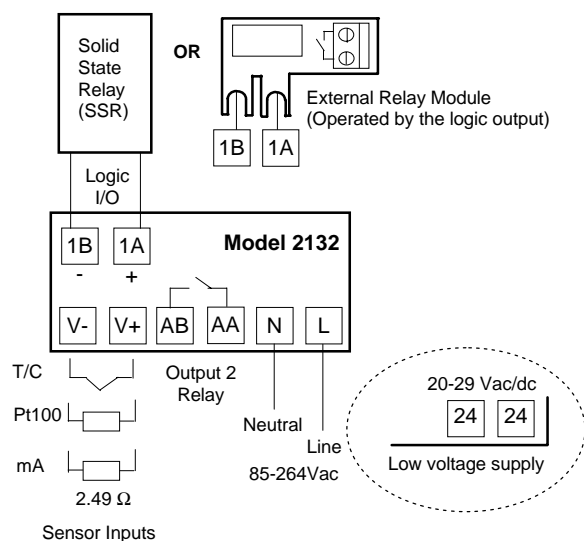 Solid
State
Relay
(SSR)
OR
External Relay Module
(Operated by the logic output)
1B 1A
Logic
I/O
1B 1A
- +
Model 2132
V- V+ AB AA N L
T/C
Output 2
Relay
Pt100
Neutral
Line
85-264Vac
mA
2.49 Ω
Sensor Inputs
20-29 Vac/dc
24 24
Low voltage supply